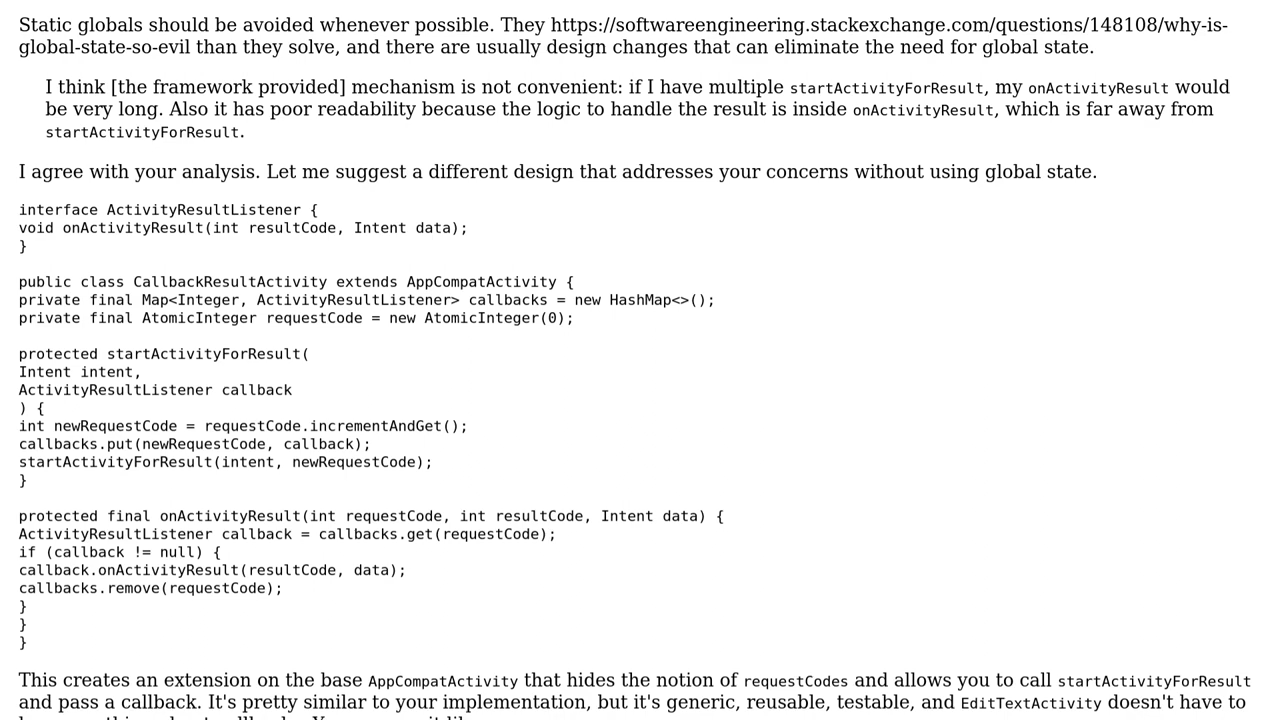 Static globals should be avoided whenever possible. They https://softwareengineering.stackexchange.com/questions/148108/why-is-
global-state-so-evil than they solve, and there are usually design changes that can eliminate the need for global state.
I think [the framework provided] mechanism is not convenient: if I have multiple startActivityForResult, my onActivityResult would
be very long. Also it has poor readability because the logic to handle the result is inside onActivityResult, which is far away from
startActivityForResult.
I agree with your analysis. Let me suggest a different design that addresses your concerns without using global state.
interface ActivityResultListener {
void onActivityResult(int resultCode, Intent data);
}
public class CallbackResultActivity extends AppCompatActivity {
private final Map<Integer, ActivityResultListener> callbacks = new HashMap<>();
private final AtomicInteger requestCode = new AtomicInteger(0);
protected startActivityForResult(
Intent intent,
ActivityResultListener callback
) {
int newRequestCode = requestCode.incrementAndGet();
callbacks.put(newRequestCode, callback);
startActivityForResult(intent, newRequestCode);
}
protected final onActivityResult(int requestCode, int resultCode, Intent data) {
ActivityResultListener callback = callbacks.get(requestCode);
if (callback != null) {
callback.onActivityResult(resultCode, data);
callbacks.remove(requestCode);
}
}
}
This creates an extension on the base AppCompatActivity that hides the notion of requestCodes and allows you to call startActivityForResult
and pass a callback. It's pretty similar to your implementation, but it's generic, reusable, testable, and EditTextActivity doesn't have to